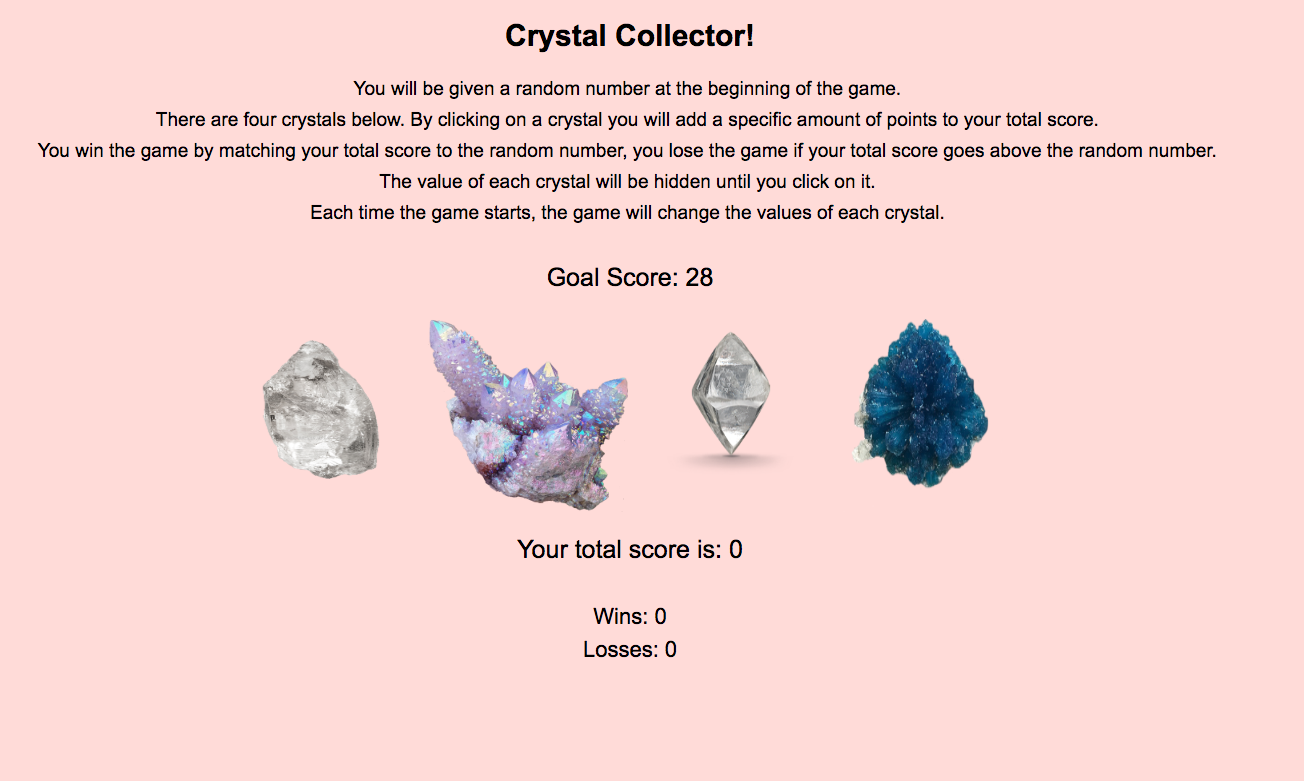 Crystal Collector!
You will be given a random number at the beginning of the game.
There are four crystals below. By clicking on a crystal you will add a specific amount of points to your total score.
You win the game by matching your total score to the random number, you lose the game if your total score goes above the random number.
The value of each crystal will be hidden until you click on it.
Each time the game starts, the game will change the values of each crystal.
Goal Score: 28
Your total score is: 0
Wins: 0
Losses: 0